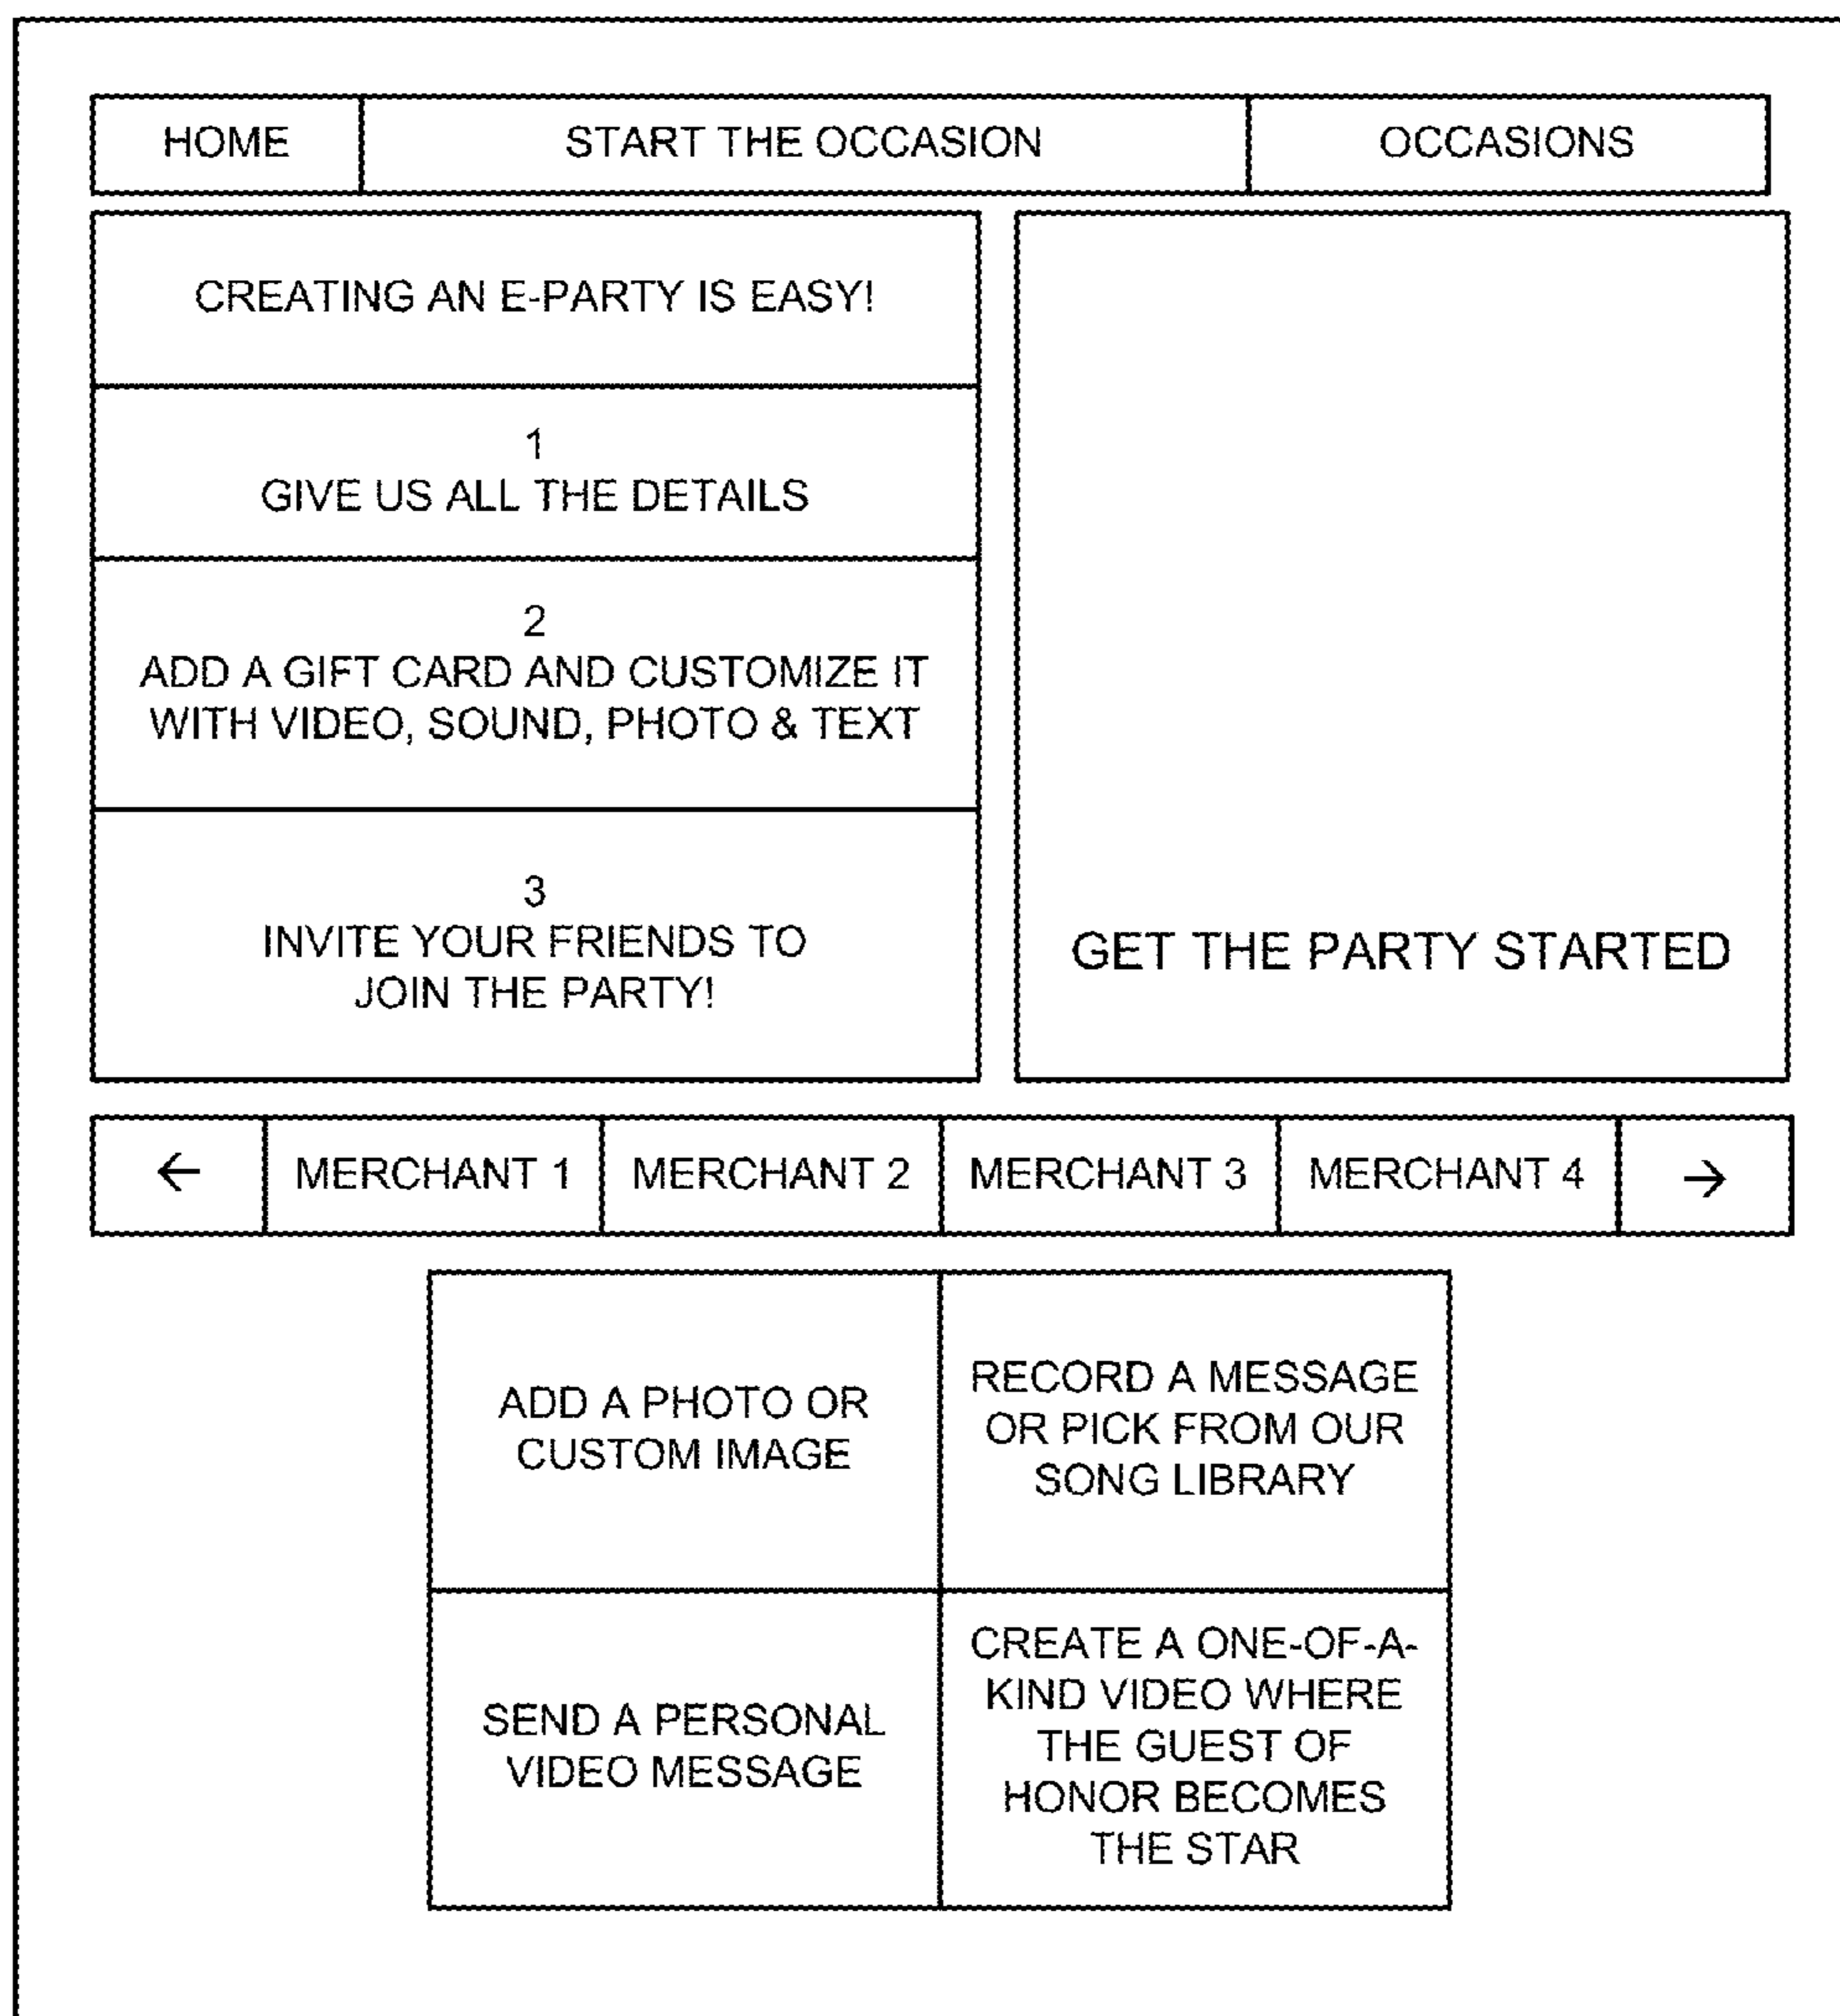 HOME
START THE OCCASION
OCCASIONS
CREATING AN E-PARTY IS EASY!
1
GIVE US ALL THE DETAILS
2
ADD A GIFT CARD AND CUSTOMIZE IT
WITH VIDEO, SOUND, PHOTO & TEXT
3
INVITE YOUR FRIENDS TO
JOIN THE PARTY!
GET THE PARTY STARTED
←
MERCHANT 1
MERCHANT 2
MERCHANT 3
MERCHANT 4
→
ADD A PHOTO OR
CUSTOM IMAGE
RECORD A MESSAGE
OR PICK FROM OUR
SONG LIBRARY
SEND A PERSONAL
VIDEO MESSAGE
CREATE A ONE-OF-A-
KIND VIDEO WHERE
THE GUEST OF
HONOR BECOMES
THE STAR